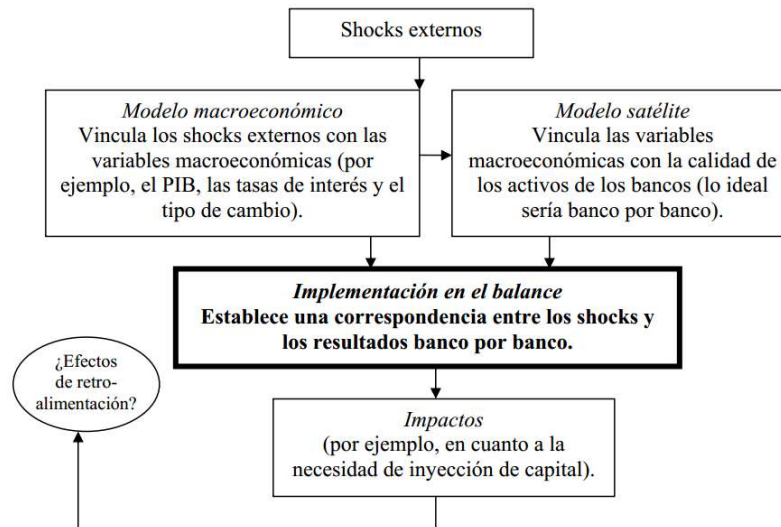 Shocks externos
Modelo macroeconómico
Vincula los shocks externos con las
variables macroeconómicas (por
ejemplo, el PIB, las tasas de interés y el
tipo de cambio).
Modelo satélite
Vincula las variables
macroeconómicas con la calidad de
los activos de los bancos (lo ideal
sería banco por banco).
Implementación en el balance
Establece una correspondencia entre los shocks y
los resultados banco por banco.
¿Efectos
de retro-
alimentación?
Impactos
(por ejemplo, en cuanto a la
necesidad de inyección de capital).